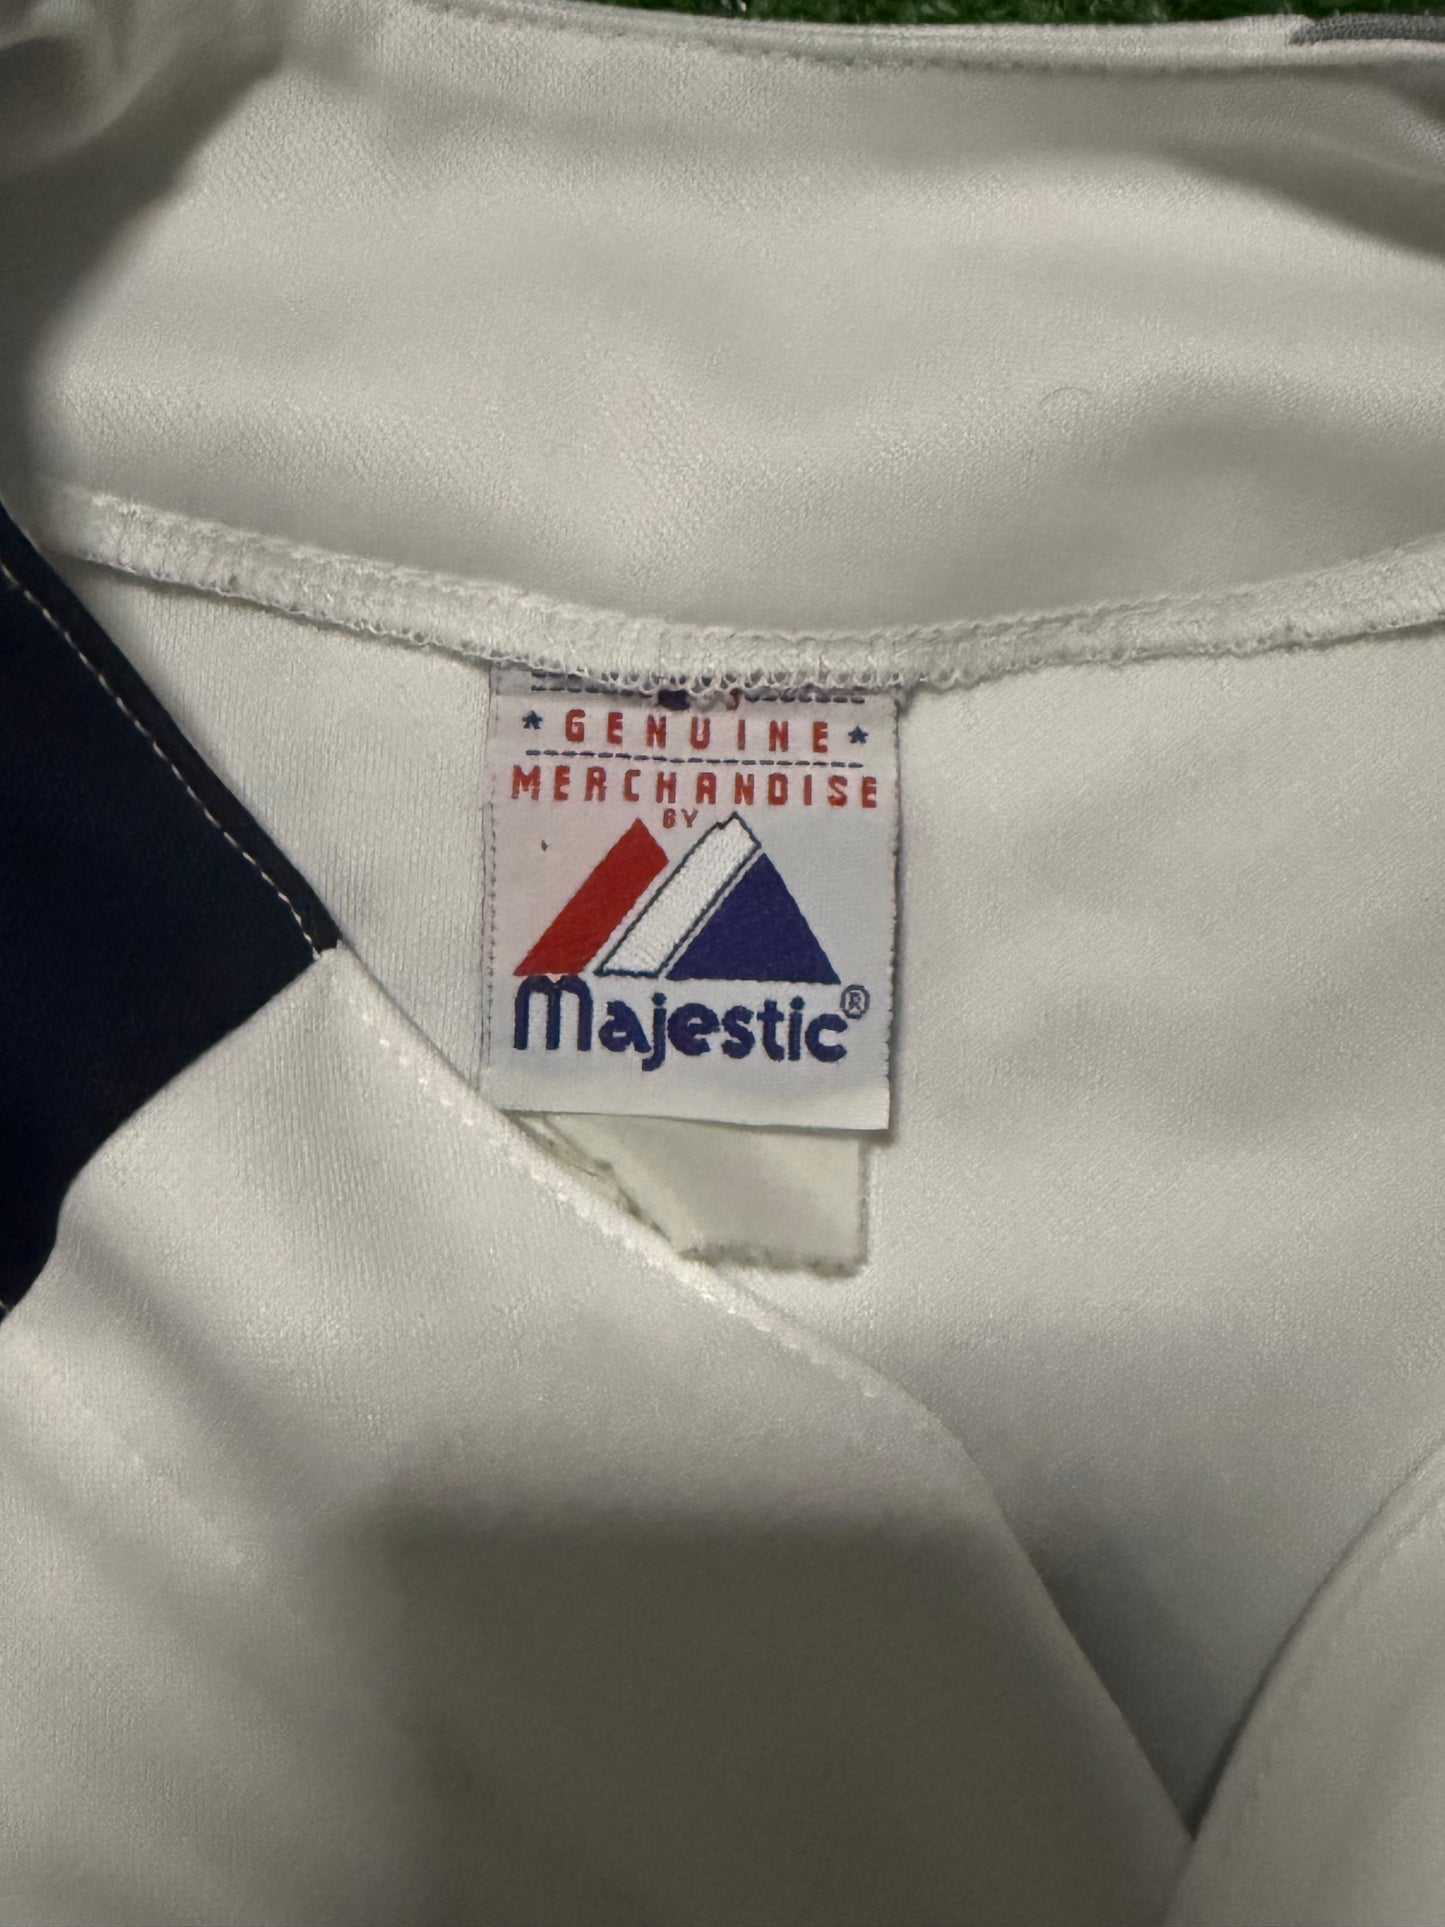 ★ GENUINE ★
MERCHANDISE
BY
Majestic®